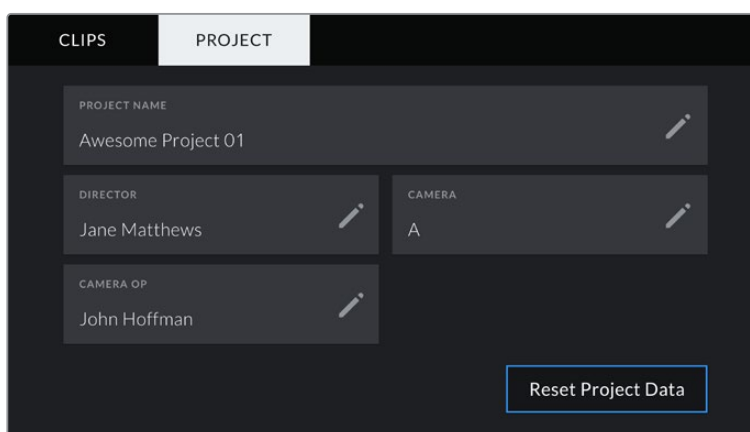 CLIPS PROJECT
PROJECT NAME
Awesome Project 01
DIRECTOR
Jane Matthews
CAMERA
A
CAMERA OP
John Hoffman
Reset Project Data